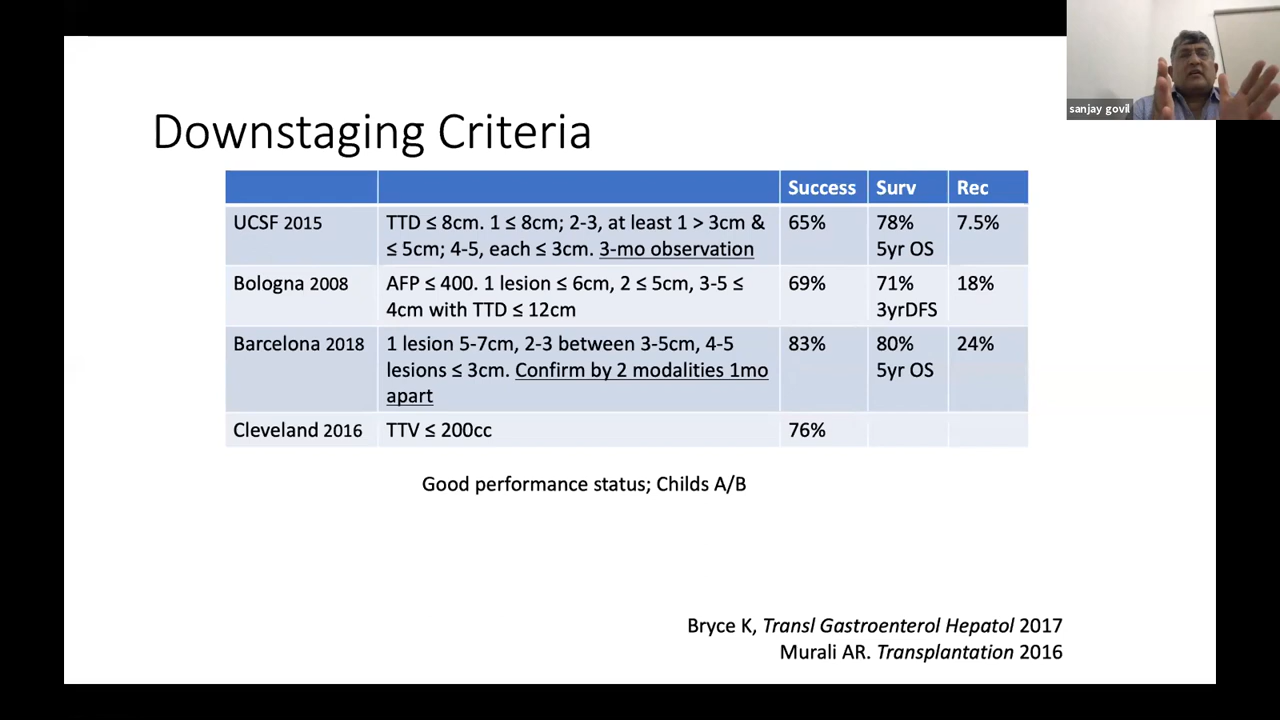 sanjay govil
Downstaging Criteria
Success Surv Rec
UCSF 2015 TTD ≤ 8cm. 1 ≤ 8cm; 2-3, at least 1 > 3cm & 65% 78% 7.5%
≤ 5cm; 4-5, each ≤ 3cm. 3-mo observation 5yr OS
Bologna 2008 AFP ≤ 400. 1 lesion ≤ 6cm, 2 ≤ 5cm, 3-5 ≤ 69% 71% 18%
4cm with TTD ≤ 12cm 3yrDFS
Barcelona 2018 1 lesion 5-7cm, 2-3 between 3-5cm, 4-5 83% 80% 24%
lesions ≤ 3cm. Confirm by 2 modalities 1mo 5yr OS
apart
Cleveland 2016 TTV ≤ 200cc 76%
Good performance status; Childs A/B
Bryce K, Transl Gastroenterol Hepatol 2017
Murali AR. Transplantation 2016